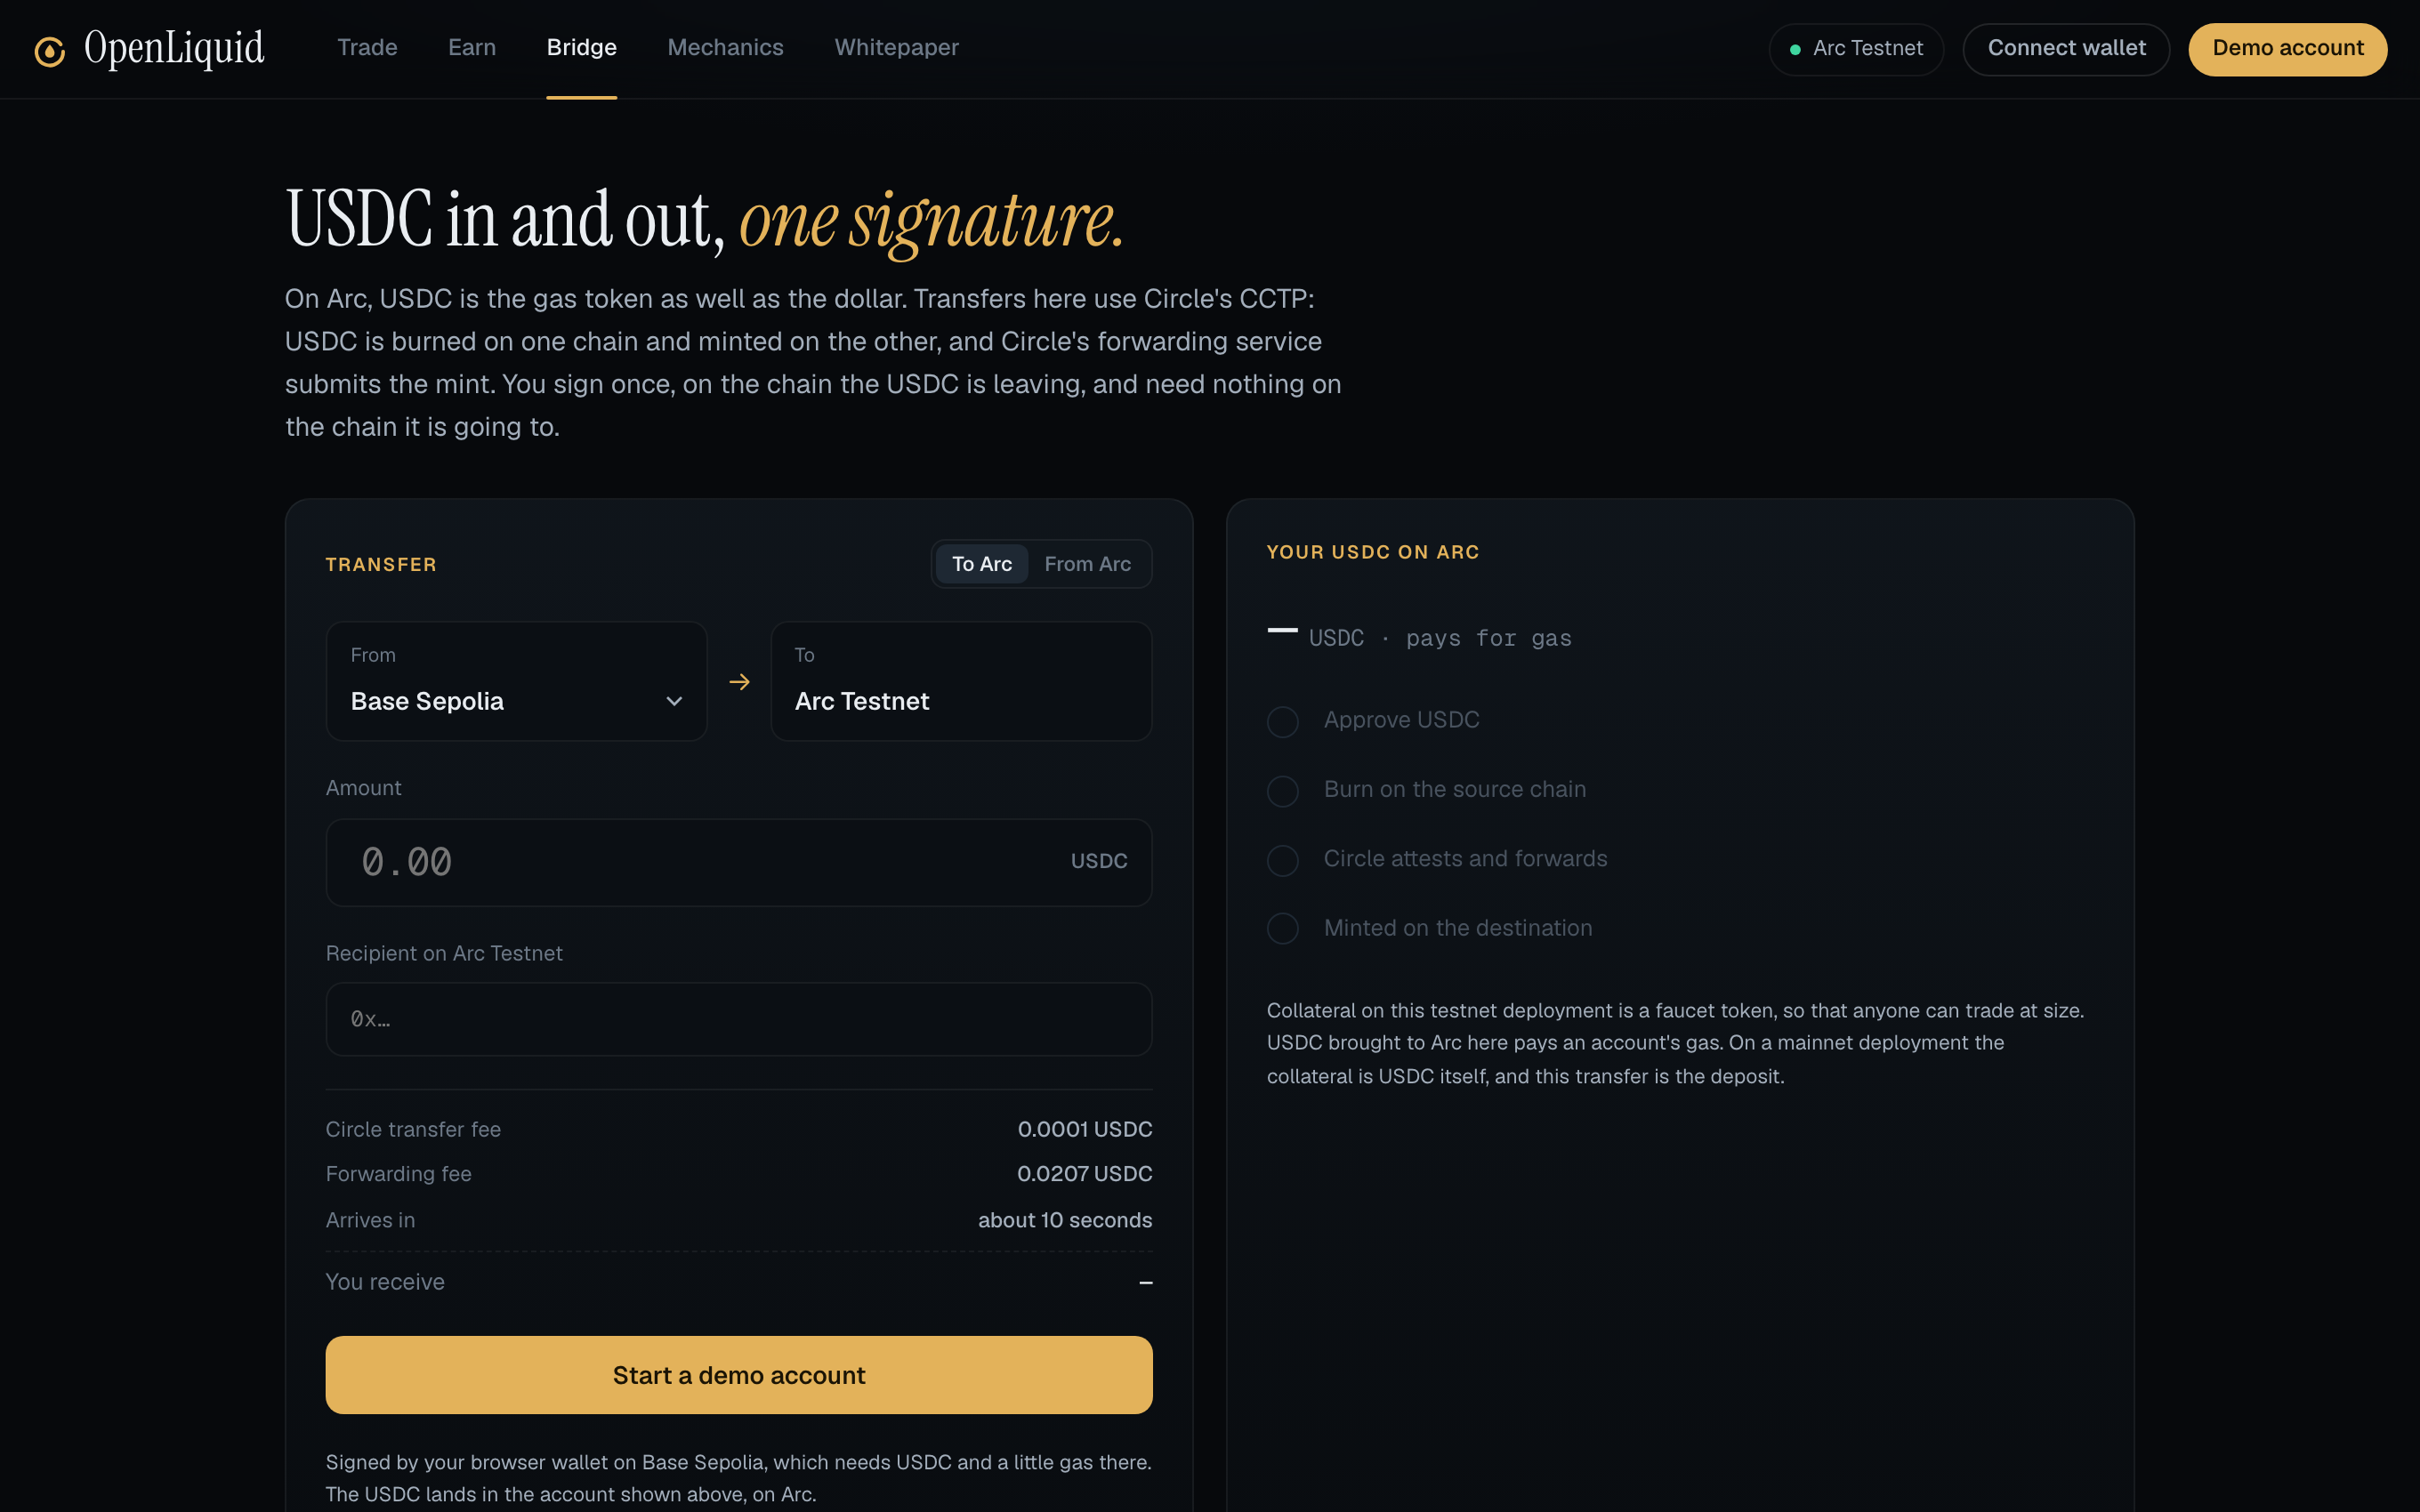 OpenLiquid
Trade
Earn
Bridge
Mechanics
Whitepaper
Arc Testnet
Connect wallet
Demo account
USDC in and out, one signature.
On Arc, USDC is the gas token as well as the dollar. Transfers here use Circle's CCTP:
USDC is burned on one chain and minted on the other, and Circle's forwarding service
submits the mint. You sign once, on the chain the USDC is leaving, and need nothing on
the chain it is going to.
TRANSFER
To Arc
From Arc
From
Base Sepolia
→
To
Arc Testnet
Amount
0.00
USDC
Recipient on Arc Testnet
0x…
Circle transfer fee
0.0001 USDC
Forwarding fee
0.0207 USDC
Arrives in
about 10 seconds
You receive
–
Start a demo account
Signed by your browser wallet on Base Sepolia, which needs USDC and a little gas there.
The USDC lands in the account shown above, on Arc.
YOUR USDC ON ARC
— USDC · pays for gas
Approve USDC
Burn on the source chain
Circle attests and forwards
Minted on the destination
Collateral on this testnet deployment is a faucet token, so that anyone can trade at size.
USDC brought to Arc here pays an account's gas. On a mainnet deployment the
collateral is USDC itself, and this transfer is the deposit.